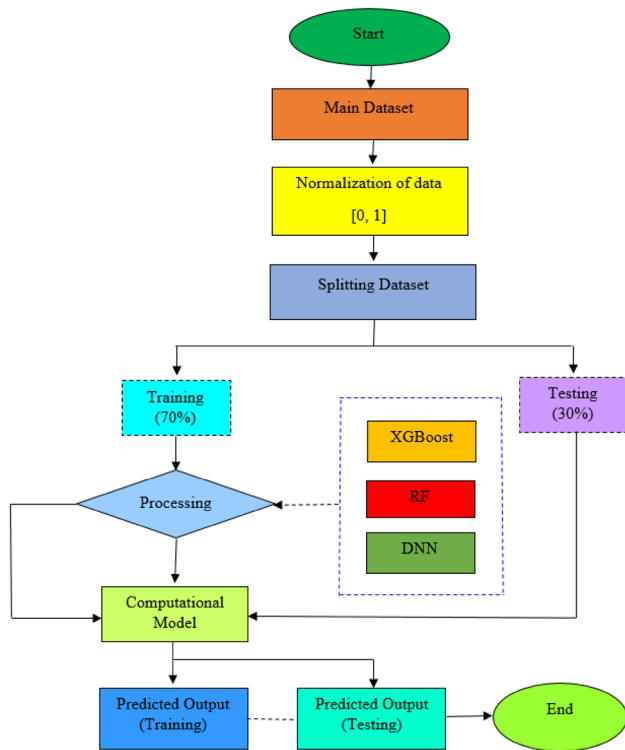 Start
Main Dataset
Normalization of data
[0, 1]
Splitting Dataset
Training
(70%)
Testing
(30%)
XGBoost
Processing
RF
DNN
Computational
Model
Predicted Output
(Training)
Predicted Output
(Testing)
End